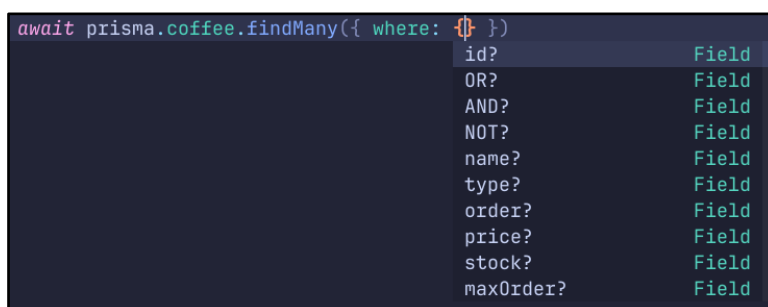 await prisma.coffee.findMany({ where: {} })
id? Field
OR? Field
AND? Field
NOT? Field
name? Field
type? Field
order? Field
price? Field
stock? Field
maxOrder? Field